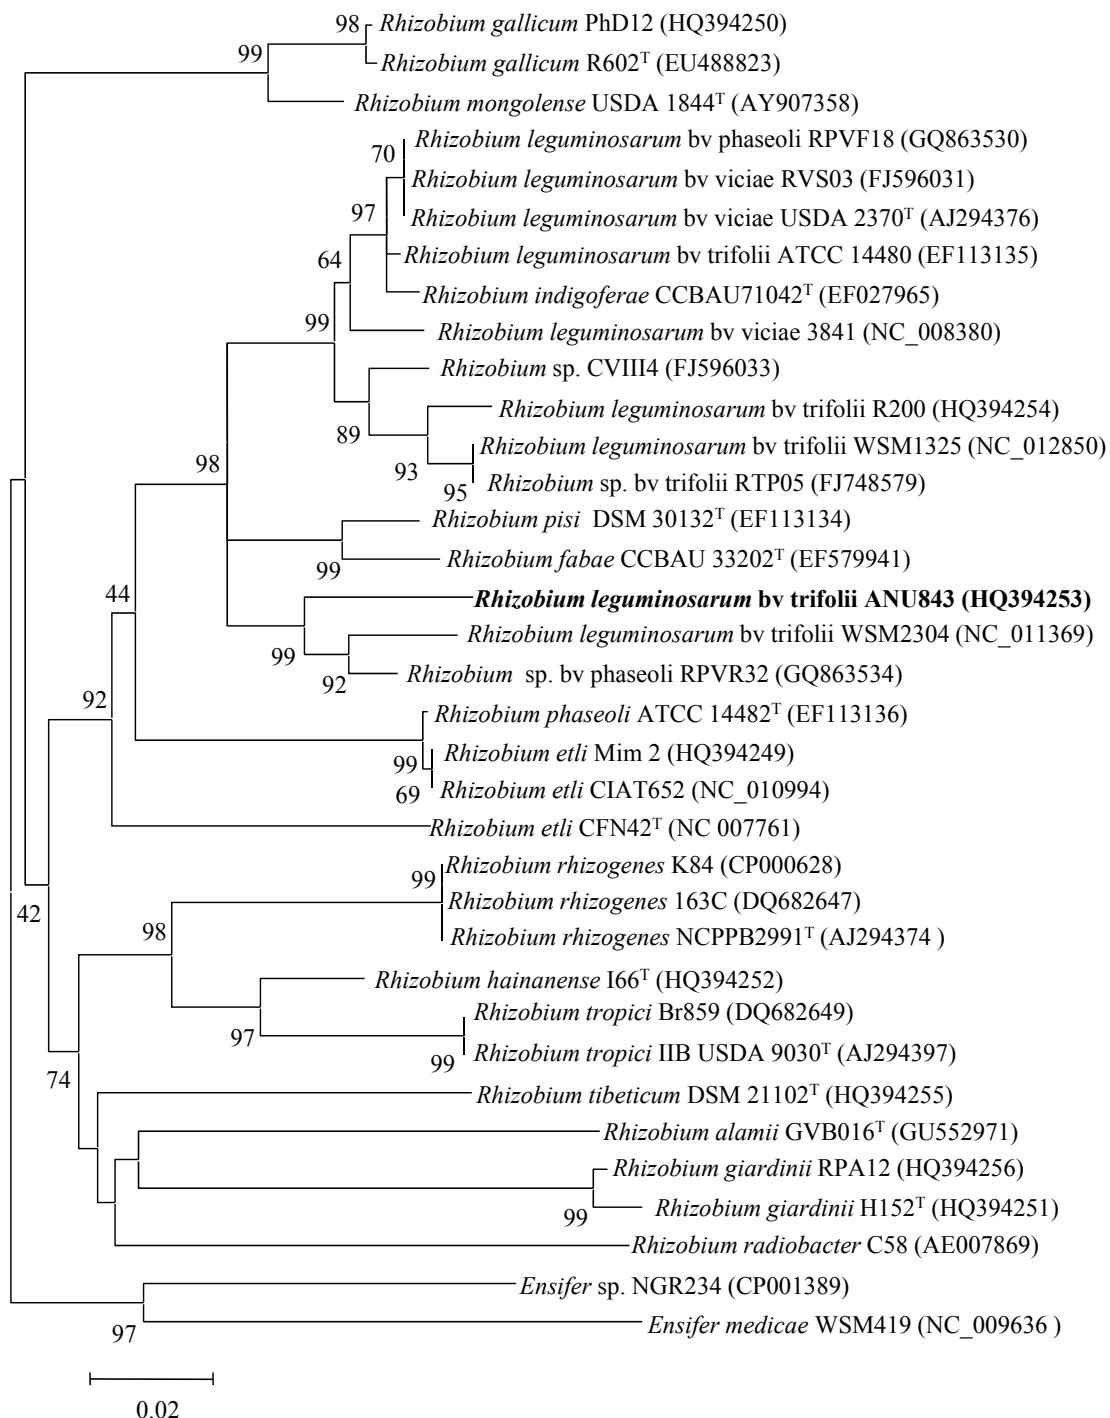 98 Rhizobium gallicum PhD12 (HQ394250)
99
Rhizobium gallicum R602ᵀ (EU488823)
Rhizobium mongolense USDA 1844ᵀ (AY907358)
Rhizobium leguminosarum bv phaseoli RPVF18 (GQ863530)
70
Rhizobium leguminosarum bv viciae RVS03 (FJ596031)
97
Rhizobium leguminosarum bv viciae USDA 2370ᵀ (AJ294376)
64
Rhizobium leguminosarum bv trifolii ATCC 14480 (EF113135)
Rhizobium indigoferae CCBAU71042ᵀ (EF027965)
99
Rhizobium leguminosarum bv viciae 3841 (NC_008380)
Rhizobium sp. CVIII4 (FJ596033)
Rhizobium leguminosarum bv trifolii R200 (HQ394254)
89
Rhizobium leguminosarum bv trifolii WSM1325 (NC_012850)
98
93
Rhizobium sp. bv trifolii RTP05 (FJ748579)
95
Rhizobium pisi DSM 30132ᵀ (EF113134)
Rhizobium fabae CCBAU 33202ᵀ (EF579941)
99
44
Rhizobium leguminosarum bv trifolii ANU843 (HQ394253)
Rhizobium leguminosarum bv trifolii WSM2304 (NC_011369)
99
Rhizobium sp. bv phaseoli RPVR32 (GQ863534)
92
92
Rhizobium phaseoli ATCC 14482ᵀ (EF113136)
Rhizobium etli Mim 2 (HQ394249)
99
Rhizobium etli CIAT652 (NC_010994)
69
Rhizobium etli CFN42ᵀ (NC 007761)
Rhizobium rhizogenes K84 (CP000628)
99
Rhizobium rhizogenes 163C (DQ682647)
42
98
Rhizobium rhizogenes NCPPB2991ᵀ (AJ294374 )
Rhizobium hainanense I66ᵀ (HQ394252)
Rhizobium tropici Br859 (DQ682649)
97
Rhizobium tropici IIB USDA 9030ᵀ (AJ294397)
99
74
Rhizobium tibeticum DSM 21102ᵀ (HQ394255)
Rhizobium alamii GVB016ᵀ (GU552971)
Rhizobium giardinii RPA12 (HQ394256)
Rhizobium giardinii H152ᵀ (HQ394251)
99
Rhizobium radiobacter C58 (AE007869)
Ensifer sp. NGR234 (CP001389)
Ensifer medicae WSM419 (NC_009636 )
97
0.02